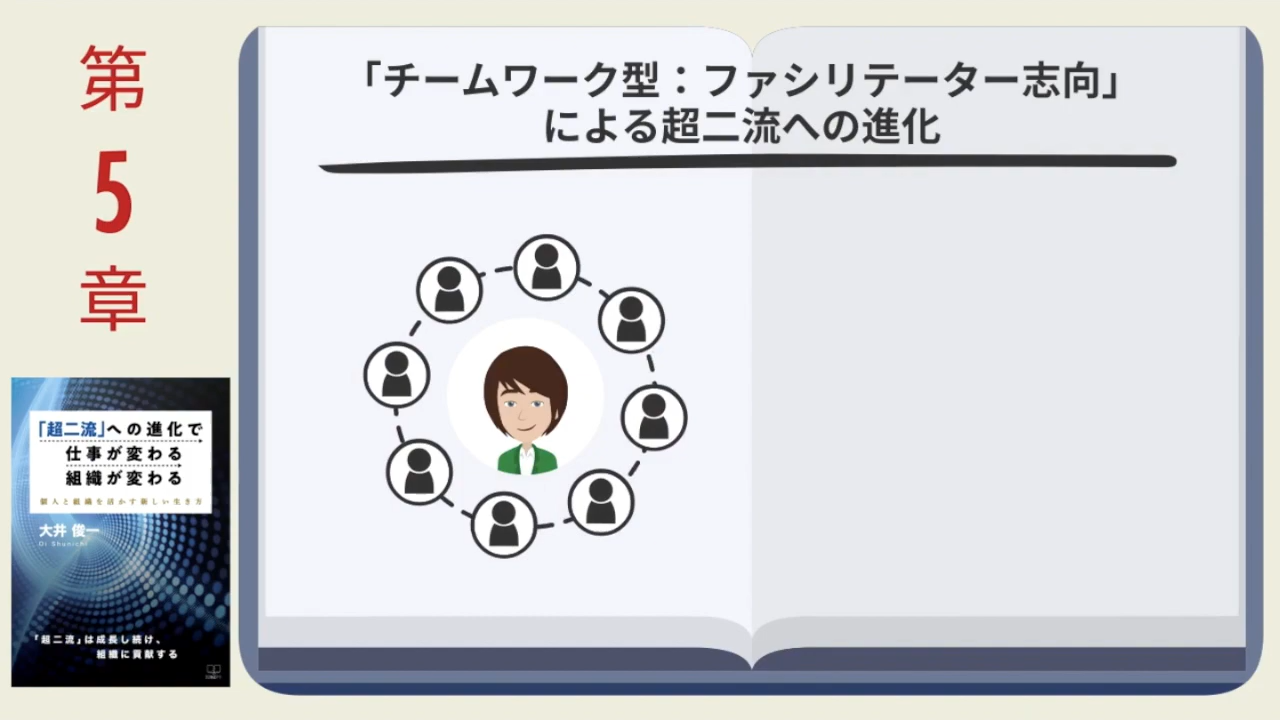 第
5
章
「チームワーク型：ファシリテーター志向」
による超二流への進化
「超二流」への進化で
仕事が変わる
組織が変わる
個人と組織を活かす新しい生き方
大井 俊一
Oi Shunichi
「超二流」は成長し続け、
組織に貢献する